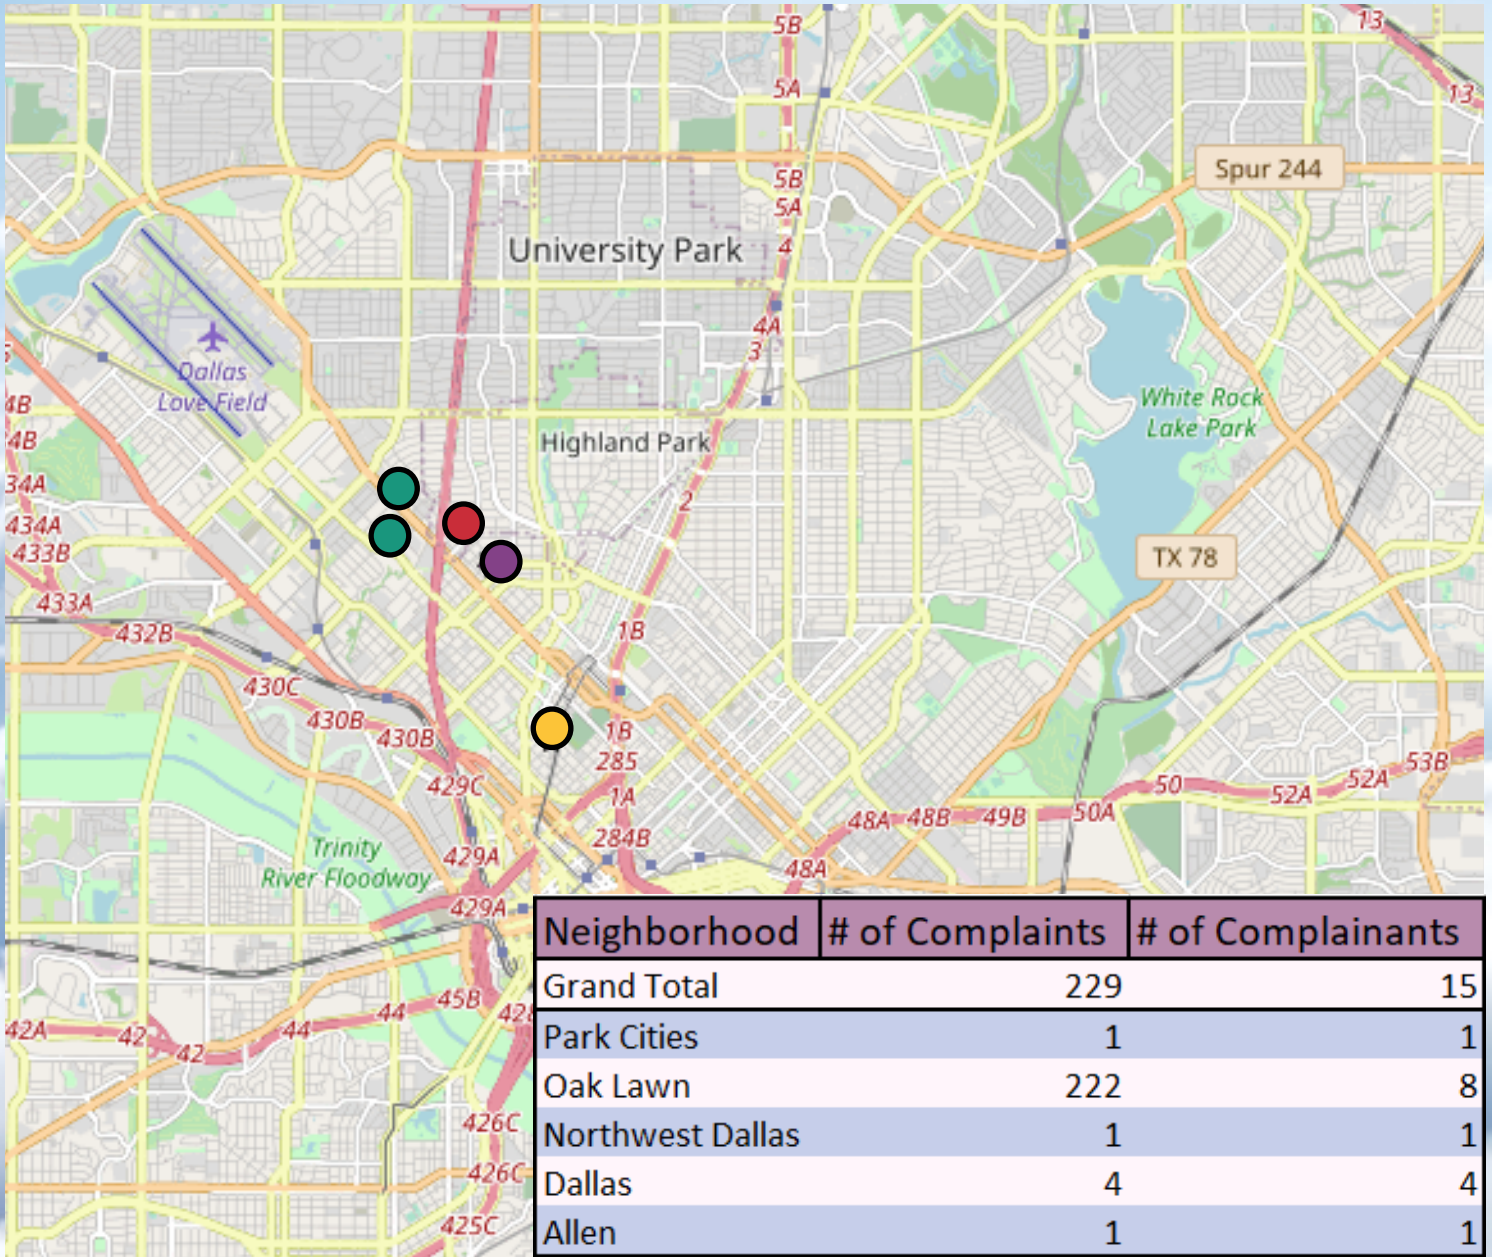 13
5B
5A
13
Spur 244
5B
5A
4
University Park
4A
3
Dallas
Love Field
4B
4B
White Rock
Lake Park
Highland Park
34A
2
434A
433B
TX 78
433A
432B
1B
430C
430B
430B
1B
285
429C
1A
50
52A
52A
53B
50A
48A
48B
49B
284B
Trinity
River Floodway
429A
48A
429A
45B
44
44
42A
42
42
426C
426C
425C
Neighborhood # of Complaints # of Complainants
Grand Total 229 15
Park Cities 1 1
Oak Lawn 222 8
Northwest Dallas 1 1
Dallas 4 4
Allen 1 1